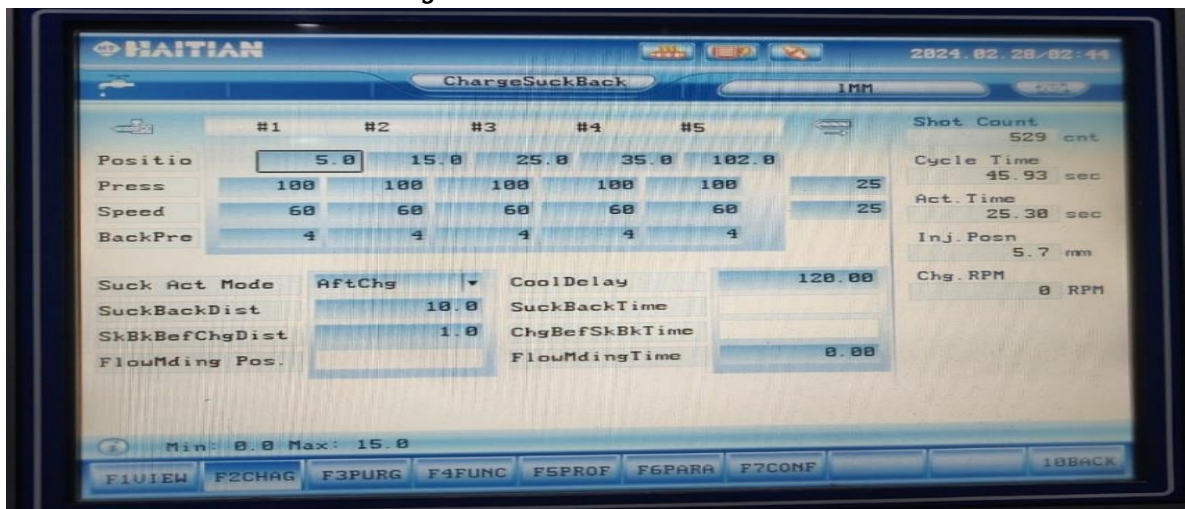 HAITIAN
2024.02.28/02:44
ChargeSuckBack
1MM
#1 #2 #3 #4 #5
Positio 5.0 15.0 25.0 35.0 102.0
Press 100 100 100 100 100 25
Speed 60 60 60 60 60 25
BackPre 4 4 4 4 4
Shot Count
529 cnt
Cycle Time
45.93 sec
Act.Time
25.30 sec
Inj.Posn
5.7 mm
Chg.RPM
0 RPM
Suck Act Mode AftChg CoolDelay 120.00
SuckBackDist 10.0 SuckBackTime
SkBkBefChgDist 1.0 ChgBefSkBkTime
FlowMding Pos. FlowMdingTime 0.00
Min: 0.0 Max: 15.0
F1VIEW F2CHAG F3PURG F4FUNC F5PROF F6PARA F7CONF 10BACK